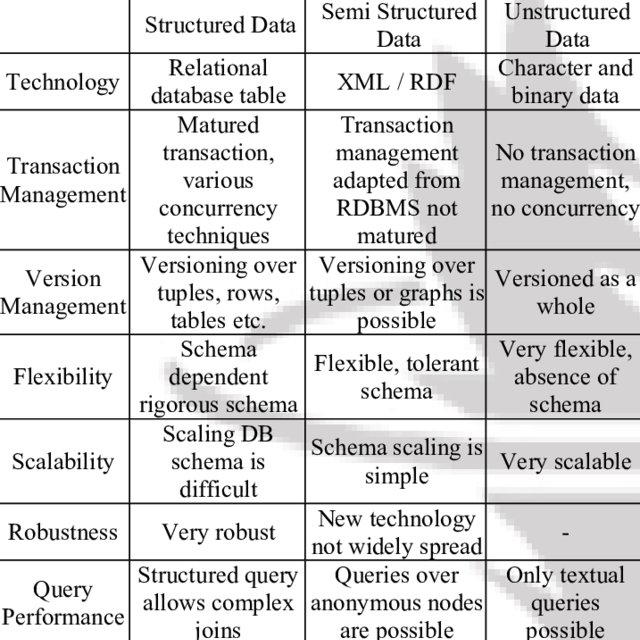 Structured Data
Semi Structured
Data
Unstructured
Data
Technology
Relational
database table
XML / RDF
Character and
binary data
Transaction
Management
Matured
transaction,
various
concurrency
techniques
Transaction
management
adapted from
RDBMS not
matured
No transaction
management,
no concurrency
Version
Management
Versioning over
tuples, rows,
tables etc.
Versioning over
tuples or graphs is
possible
Versioned as a
whole
Flexibility
Schema
dependent
rigorous schema
Flexible, tolerant
schema
Very flexible,
absence of
schema
Scalability
Scaling DB
schema is
difficult
Schema scaling is
simple
Very scalable
Robustness
Very robust
New technology
not widely spread
-
Query
Performance
Structured query
allows complex
joins
Queries over
anonymous nodes
are possible
Only textual
queries
possible